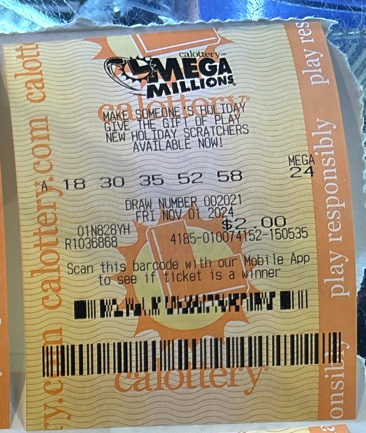 calottery
MEGA
MILLIONS
calottery
MAKE SOMEONE'S HOLIDAY
GIVE THE GIFT OF PLAY
NEW HOLIDAY SCRATCHERS
AVAILABLE NOW!
MEGA
A 18 30 35 52 58 24
DRAW NUMBER 002021
FRI NOV 01 2024
$2.00
01N828YH
R1036868 4185-010074152-150535
Scan this barcode with our Mobile App
to see if ticket is a winner
calottery
ry.com calottery.com calott
play res
play responsibly
onsibly